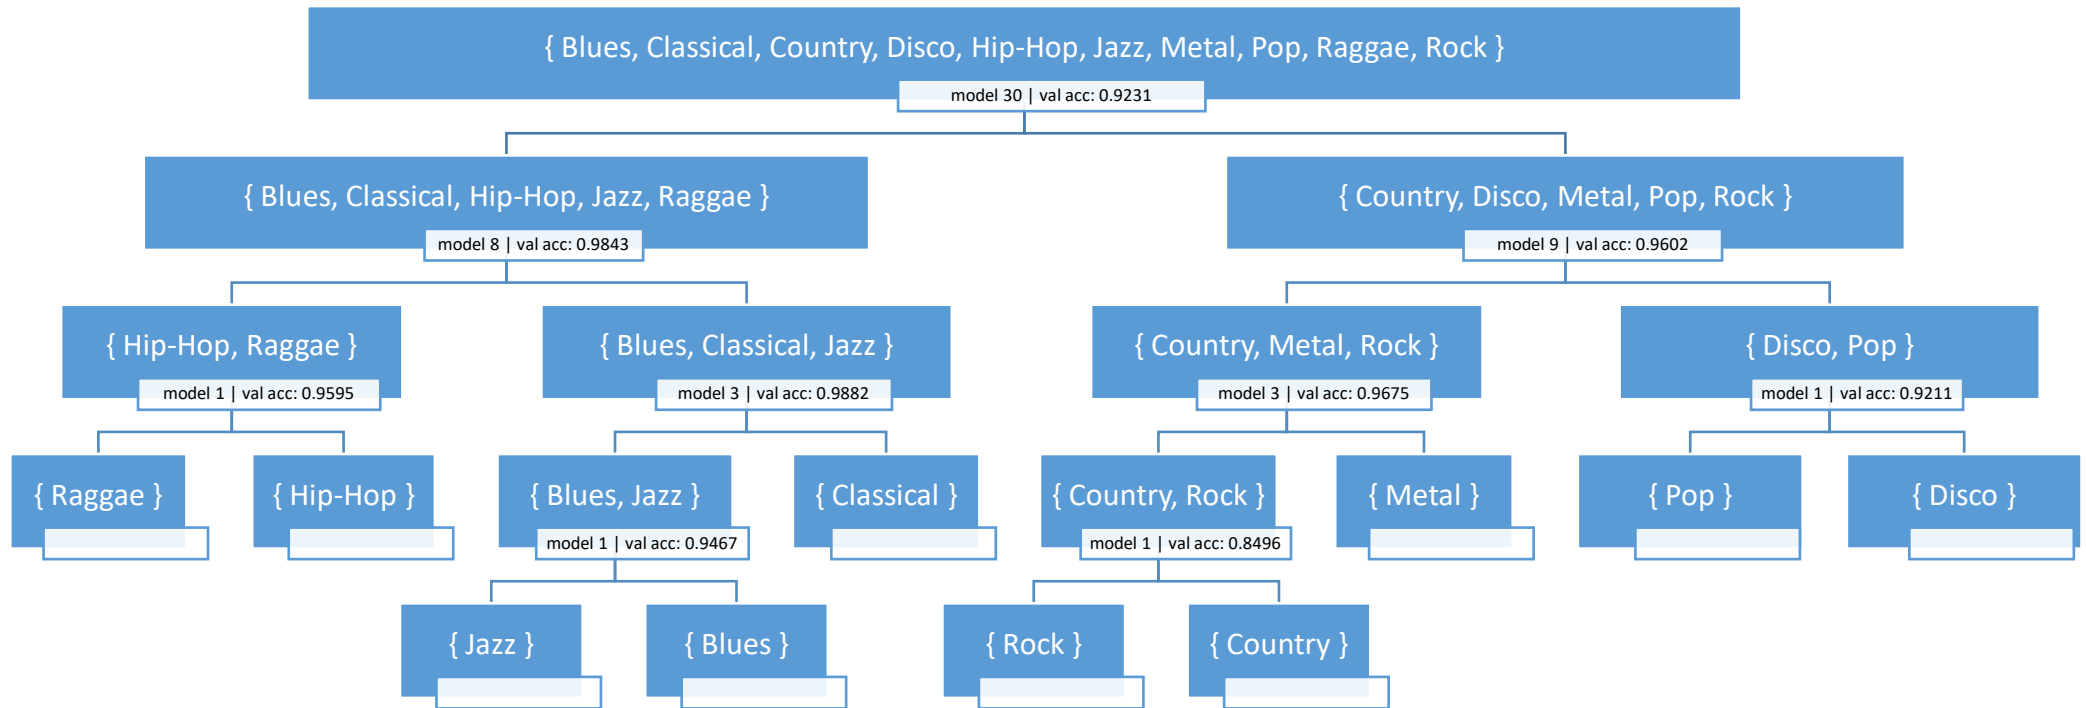 { Blues, Classical, Country, Disco, Hip-Hop, Jazz, Metal, Pop, Raggae, Rock }
model 30 | val acc: 0.9231
{ Blues, Classical, Hip-Hop, Jazz, Raggae }
model 8 | val acc: 0.9843
{ Country, Disco, Metal, Pop, Rock }
model 9 | val acc: 0.9602
{ Hip-Hop, Raggae }
model 1 | val acc: 0.9595
{ Blues, Classical, Jazz }
model 3 | val acc: 0.9882
{ Country, Metal, Rock }
model 3 | val acc: 0.9675
{ Disco, Pop }
model 1 | val acc: 0.9211
{ Raggae }
{ Hip-Hop }
{ Blues, Jazz }
model 1 | val acc: 0.9467
{ Classical }
{ Country, Rock }
model 1 | val acc: 0.8496
{ Metal }
{ Pop }
{ Disco }
{ Jazz }
{ Blues }
{ Rock }
{ Country }